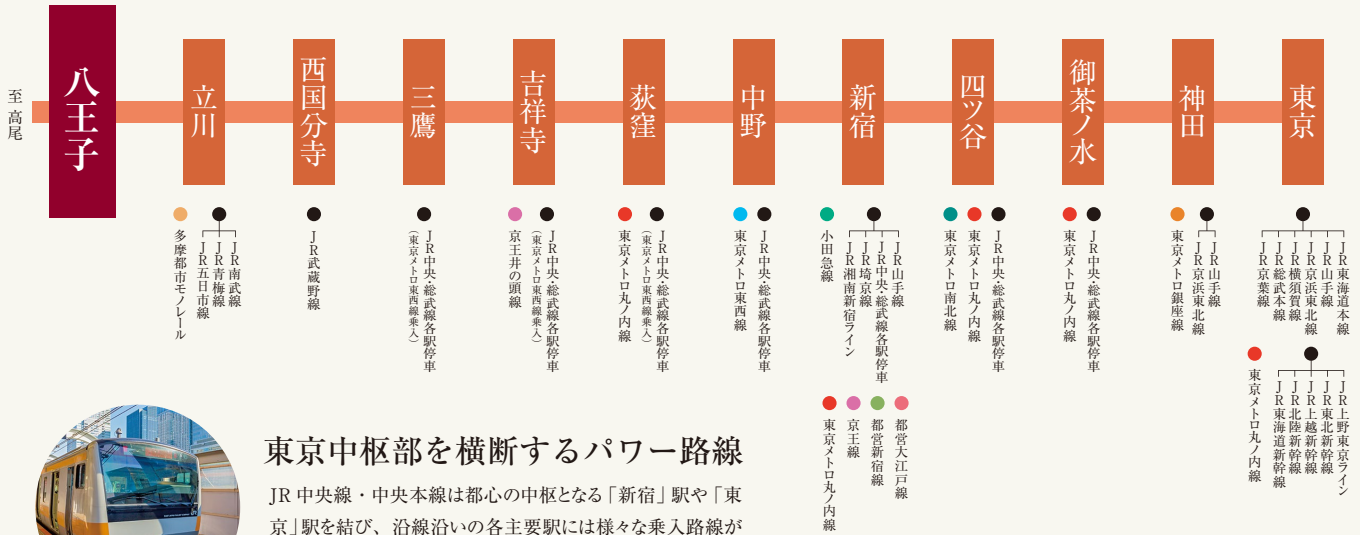 至 高尾
八王子
立川
西国分寺
三鷹
吉祥寺
荻窪
中野
新宿
四ツ谷
御茶ノ水
神田
東京
多摩都市モノレール
JR五日市線
JR青梅線
JR南武線
JR武蔵野線
JR中央・総武線各駅停車
（東京メトロ東西線乗入）
京王井の頭線
JR中央・総武線各駅停車
（東京メトロ東西線乗入）
東京メトロ丸の内線
JR中央・総武線各駅停車
（東京メトロ東西線乗入）
東京メトロ東西線
JR中央・総武線各駅停車
小田急線
JR湘南新宿ライン
JR埼京線
JR中央・総武線各駅停車
JR山手線
東京メトロ丸ノ内線
京王線
都営新宿線
都営大江戸線
東京メトロ南北線
東京メトロ丸ノ内線
JR中央・総武線各駅停車
東京メトロ丸ノ内線
JR中央・総武線各駅停車
東京メトロ銀座線
JR京浜東北線
JR山手線
JR京葉線
JR総武本線
JR横須賀線
JR京浜東北線
JR山手線
JR東海道本線
東京メトロ丸ノ内線
JR東海道新幹線
JR北陸新幹線
JR上越新幹線
JR東北新幹線
JR上野東京ライン
東京中枢部を横断するパワー路線
JR中央線・中央本線は都心の中枢となる「新宿」駅や「東
京」駅を結び、沿線沿いの各主要駅には様々な乗入路線が